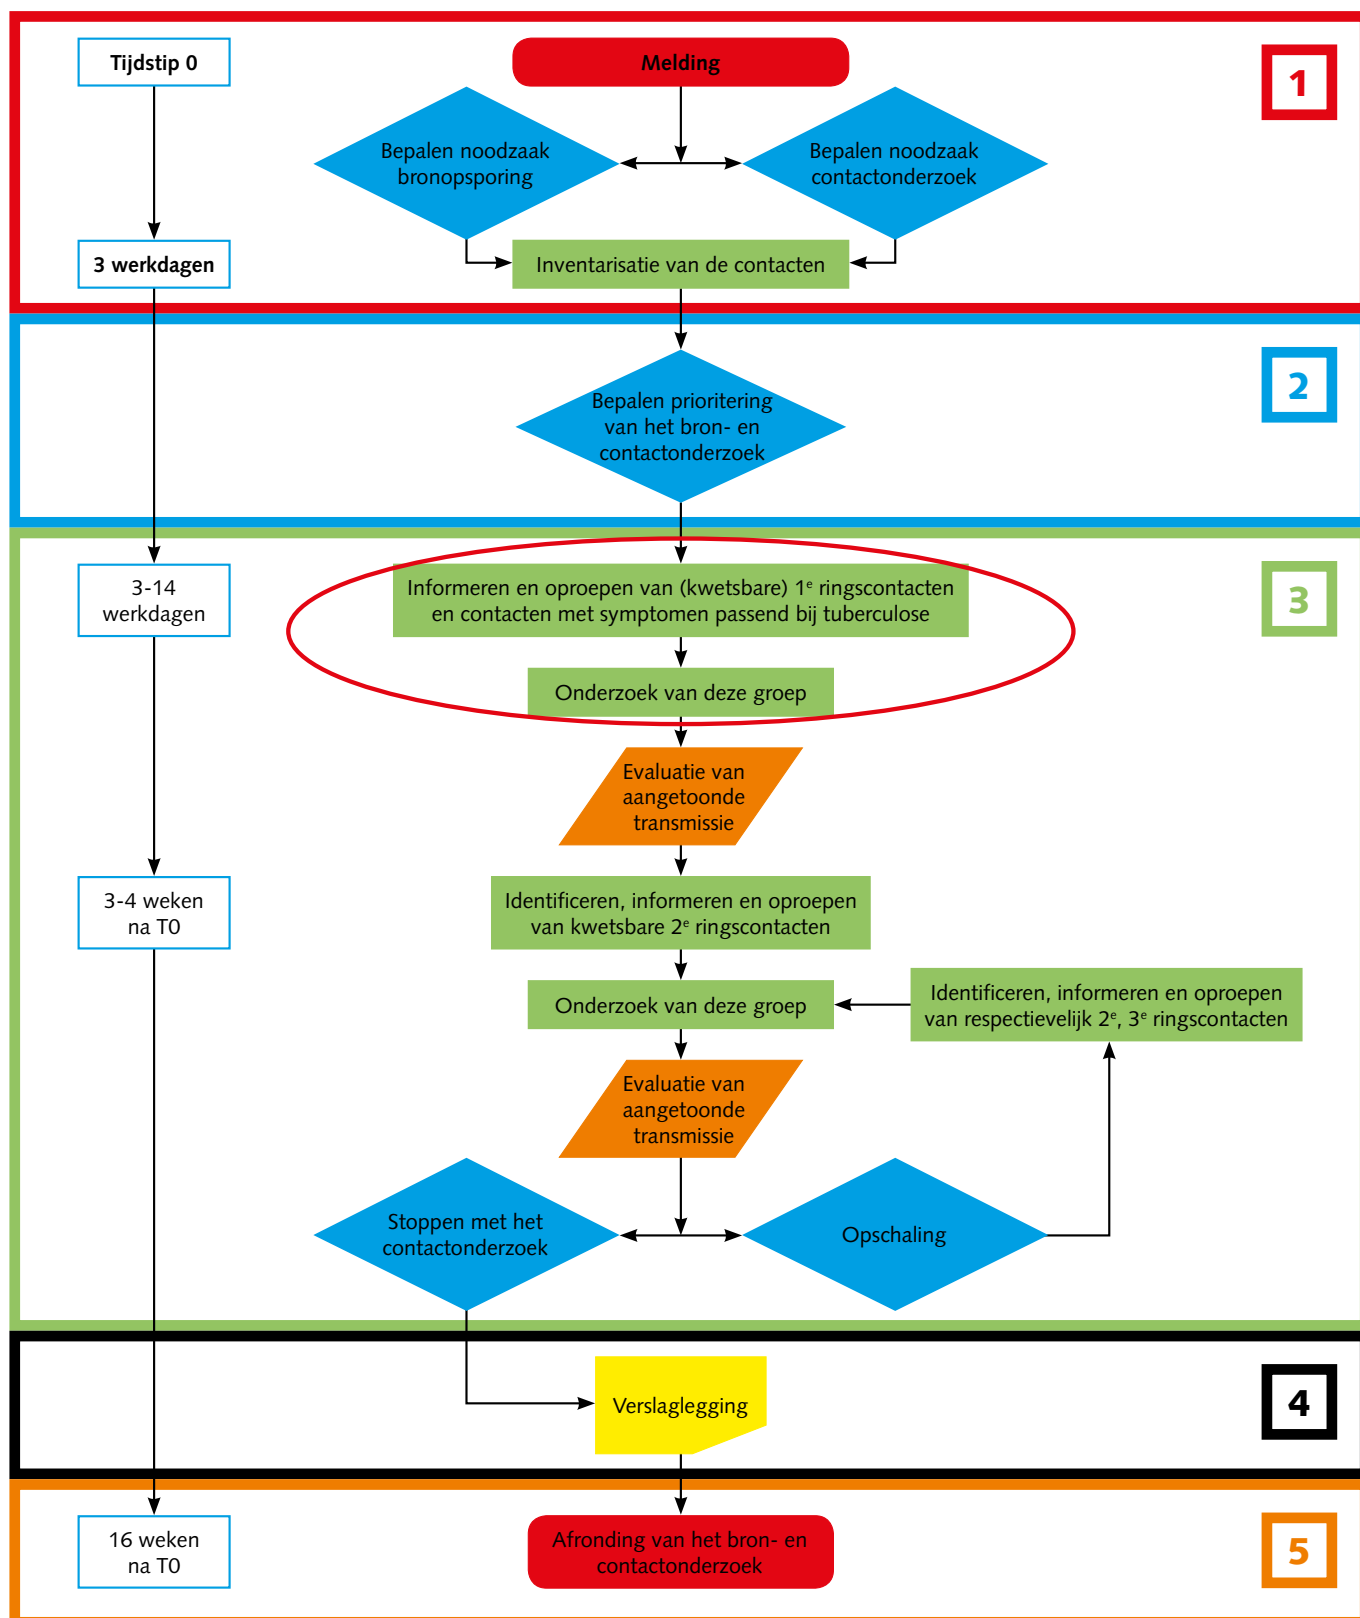 Tijdstip 0
Melding
1
Bepalen noodzaak
bronopsporing
Bepalen noodzaak
contactonderzoek
3 werkdagen
Inventarisatie van de contacten
2
Bepalen prioritering
van het bron- en
contactonderzoek
3-14
werkdagen
Informeren en oproepen van (kwetsbare) 1e ringscontacten
en contacten met symptomen passend bij tuberculose
3
Onderzoek van deze groep
Evaluatie van
aangetoonde
transmissie
3-4 weken
na T0
Identificeren, informeren en oproepen
van kwetsbare 2e ringscontacten
Onderzoek van deze groep
Identificeren, informeren en oproepen
van respectievelijk 2e, 3e ringscontacten
Evaluatie van
aangetoonde
transmissie
Stoppen met het
contactonderzoek
Opschaling
Verslaglegging
4
16 weken
na T0
Afronding van het bron- en
contactonderzoek
5